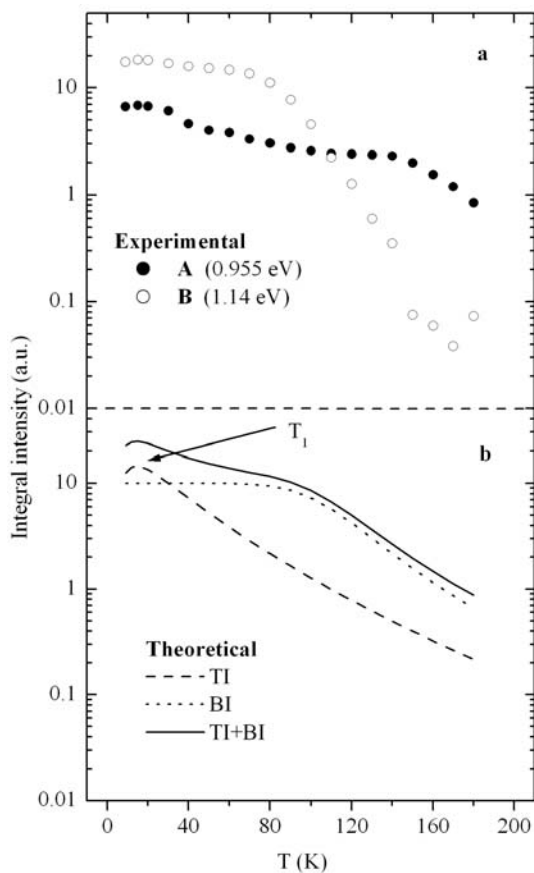 a
10
1
0.1
0.01
Experimental
A (0.955 eV)
B (1.14 eV)
Integral intensity (a.u.)
b
T1
10
1
0.1
0.01
Theoretical
TI
BI
TI+BI
0 40 80 120 160 200
T (K)